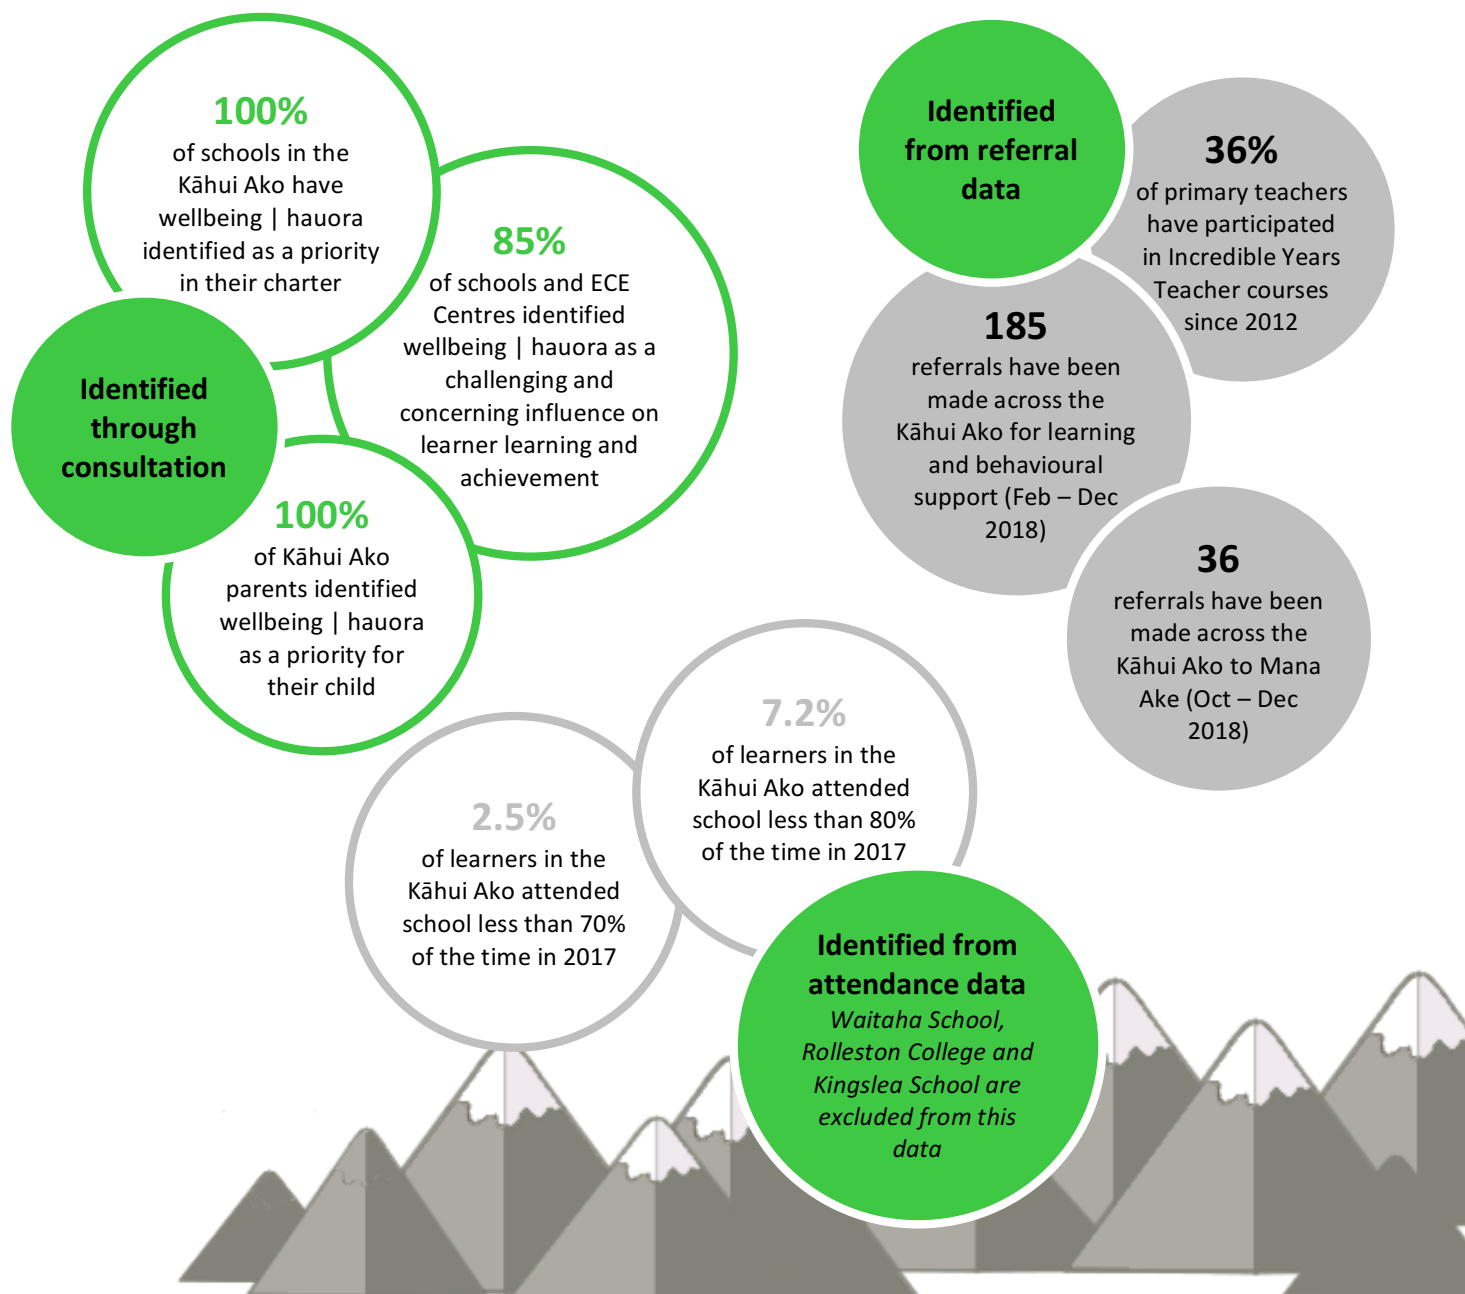 100%
of schools in the
Kāhui Ako have
wellbeing | hauora
identified as a priority
in their charter
85%
of schools and ECE
Centres identified
wellbeing | hauora as a
challenging and
concerning influence on
learner learning and
achievement
Identified
through
consultation
100%
of Kāhui Ako
parents identified
wellbeing | hauora
as a priority for
their child
Identified
from referral
data
36%
of primary teachers
have participated
in Incredible Years
Teacher courses
since 2012
185
referrals have been
made across the
Kāhui Ako for learning
and behavioural
support (Feb – Dec
2018)
36
referrals have been
made across the
Kāhui Ako to Mana
Ake (Oct – Dec
2018)
7.2%
of learners in the
Kāhui Ako attended
school less than 80%
of the time in 2017
2.5%
of learners in the
Kāhui Ako attended
school less than 70%
of the time in 2017
Identified from
attendance data
Waitaha School,
Rolleston College and
Kingslea School are
excluded from this
data